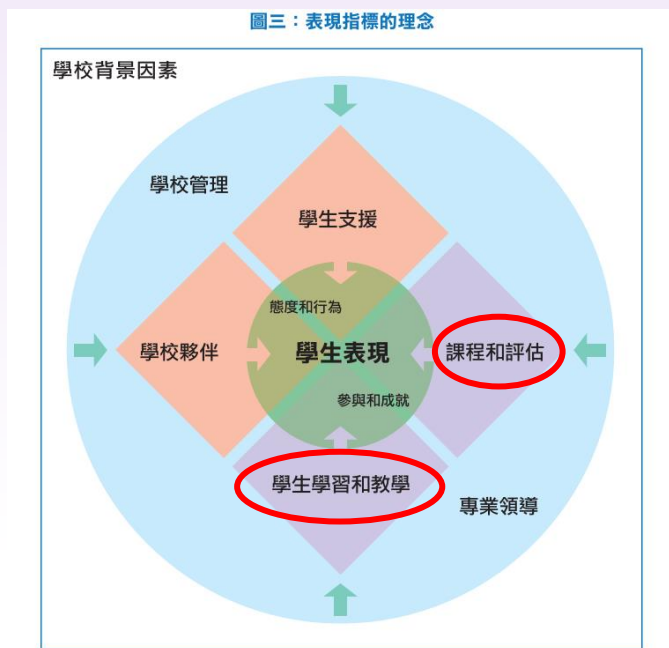 圖三：表現指標的理念
學校背景因素
學校管理
學生支援
態度和行為
學校夥伴
學生表現
課程和評估
參與和成就
學生學習和教學
專業領導